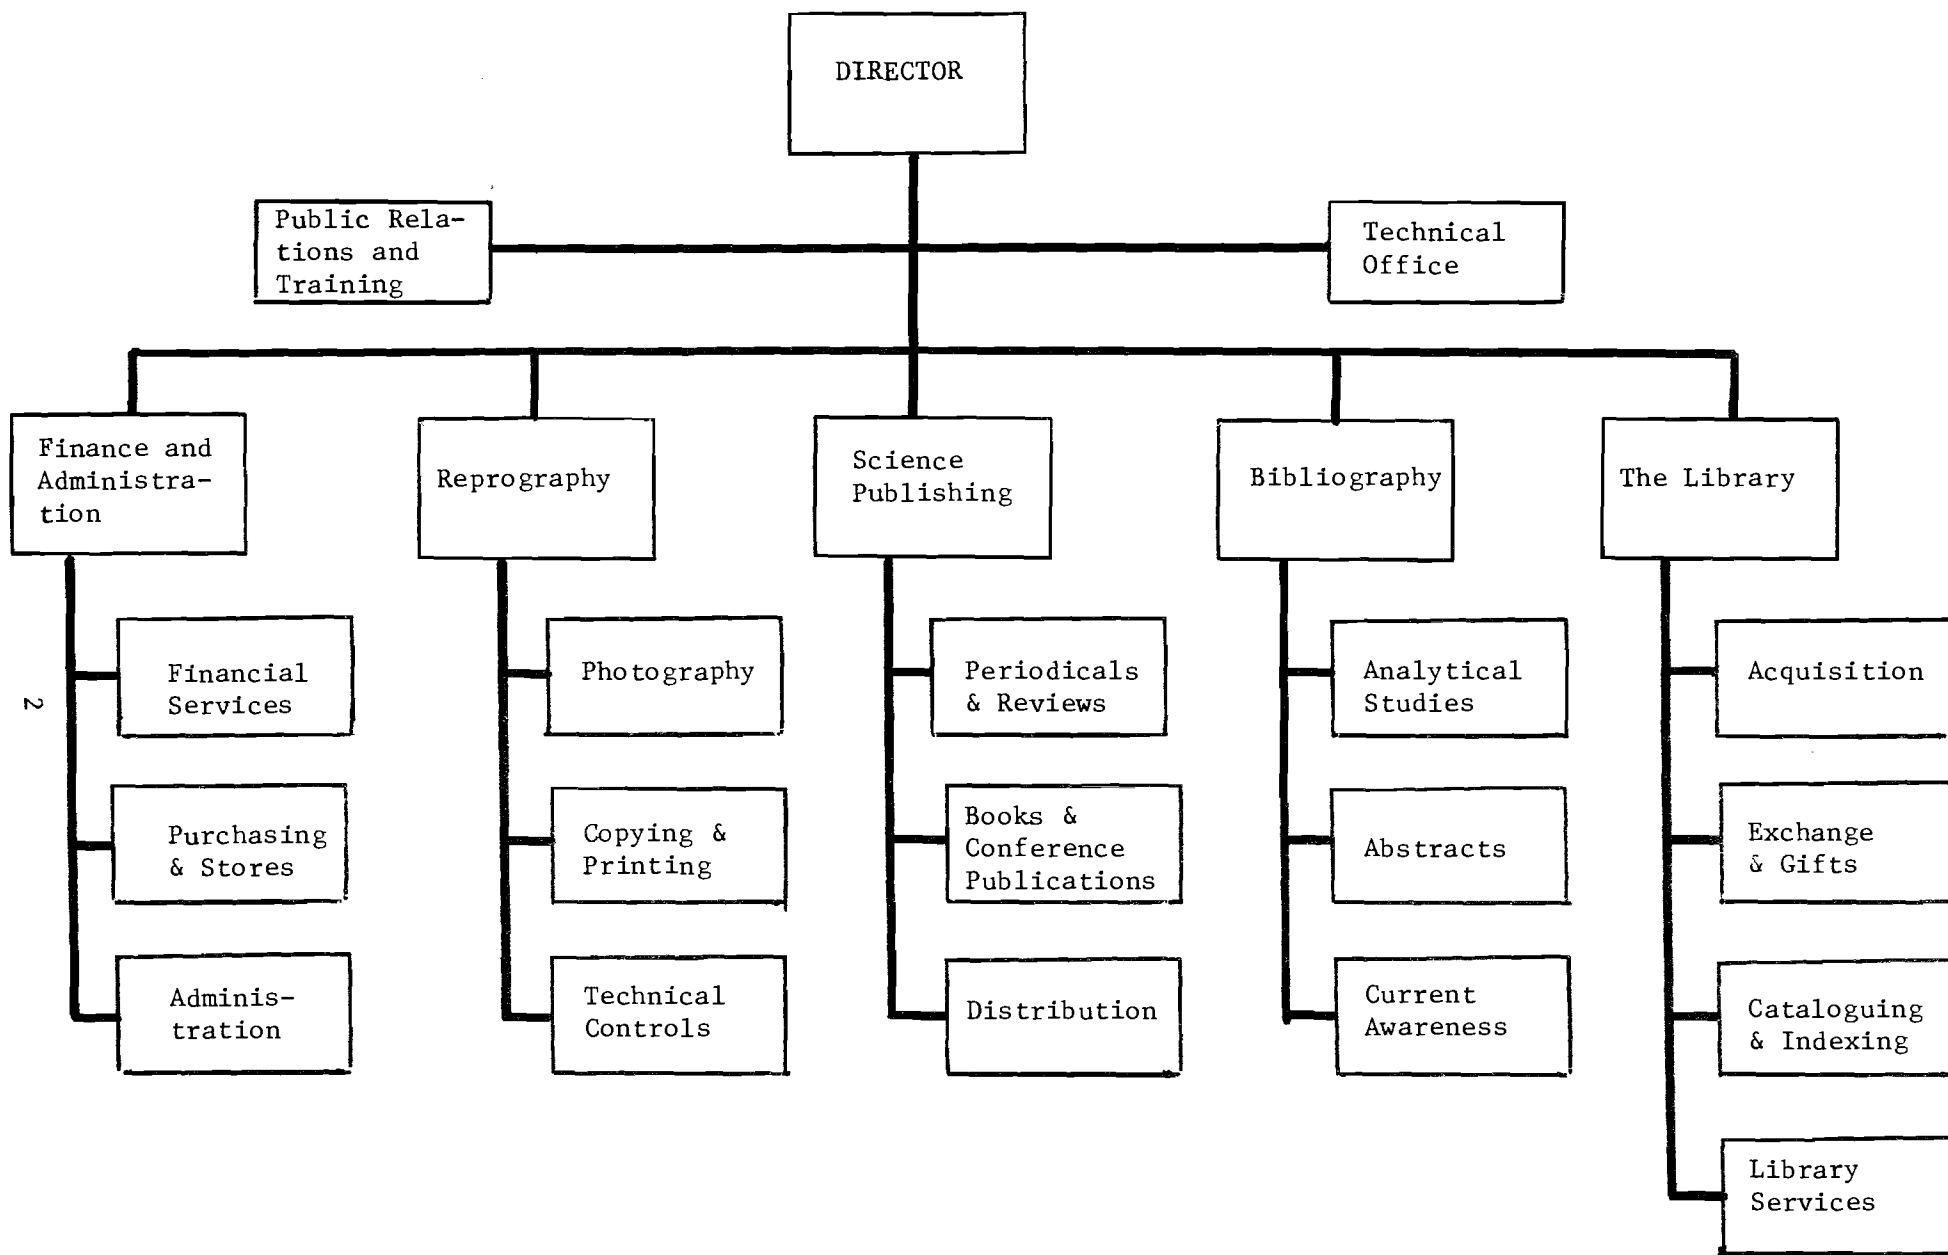 DIRECTOR
Public Rela-
tions and
Training
Technical
Office
Finance and
Administra-
tion
Reprography
Science
Publishing
Bibliography
The Library
Financial
Services
Purchasing
& Stores
Adminis-
tration
Photography
Copying &
Printing
Technical
Controls
Periodicals
& Reviews
Books &
Conference
Publications
Distribution
Analytical
Studies
Abstracts
Current
Awareness
Acquisition
Exchange
& Gifts
Cataloguing
& Indexing
Library
Services
2